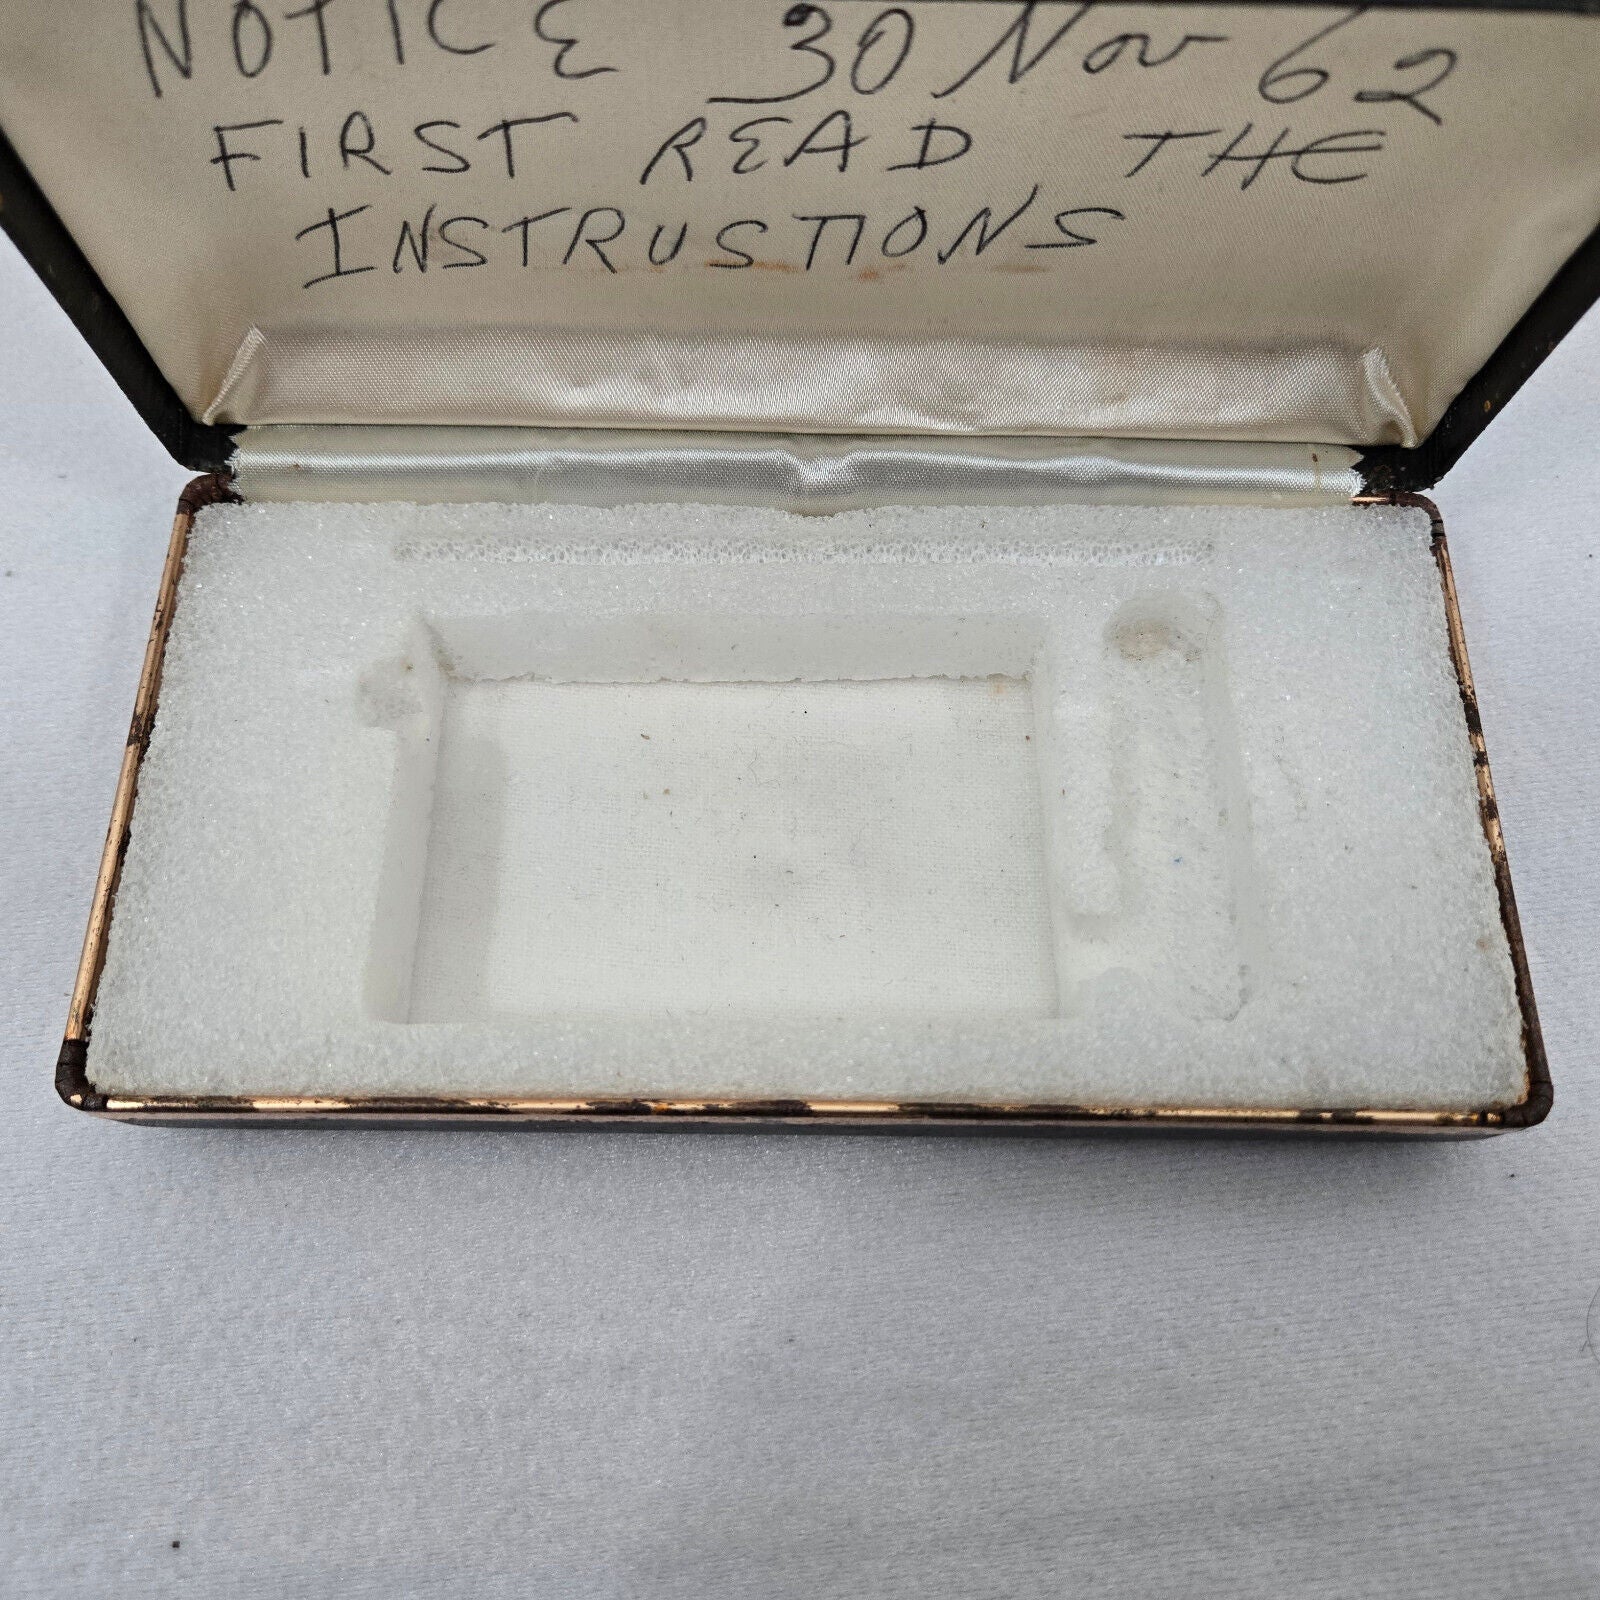 NOTICE 30 Nov 62
FIRST READ THE
INSTRUSTIONS